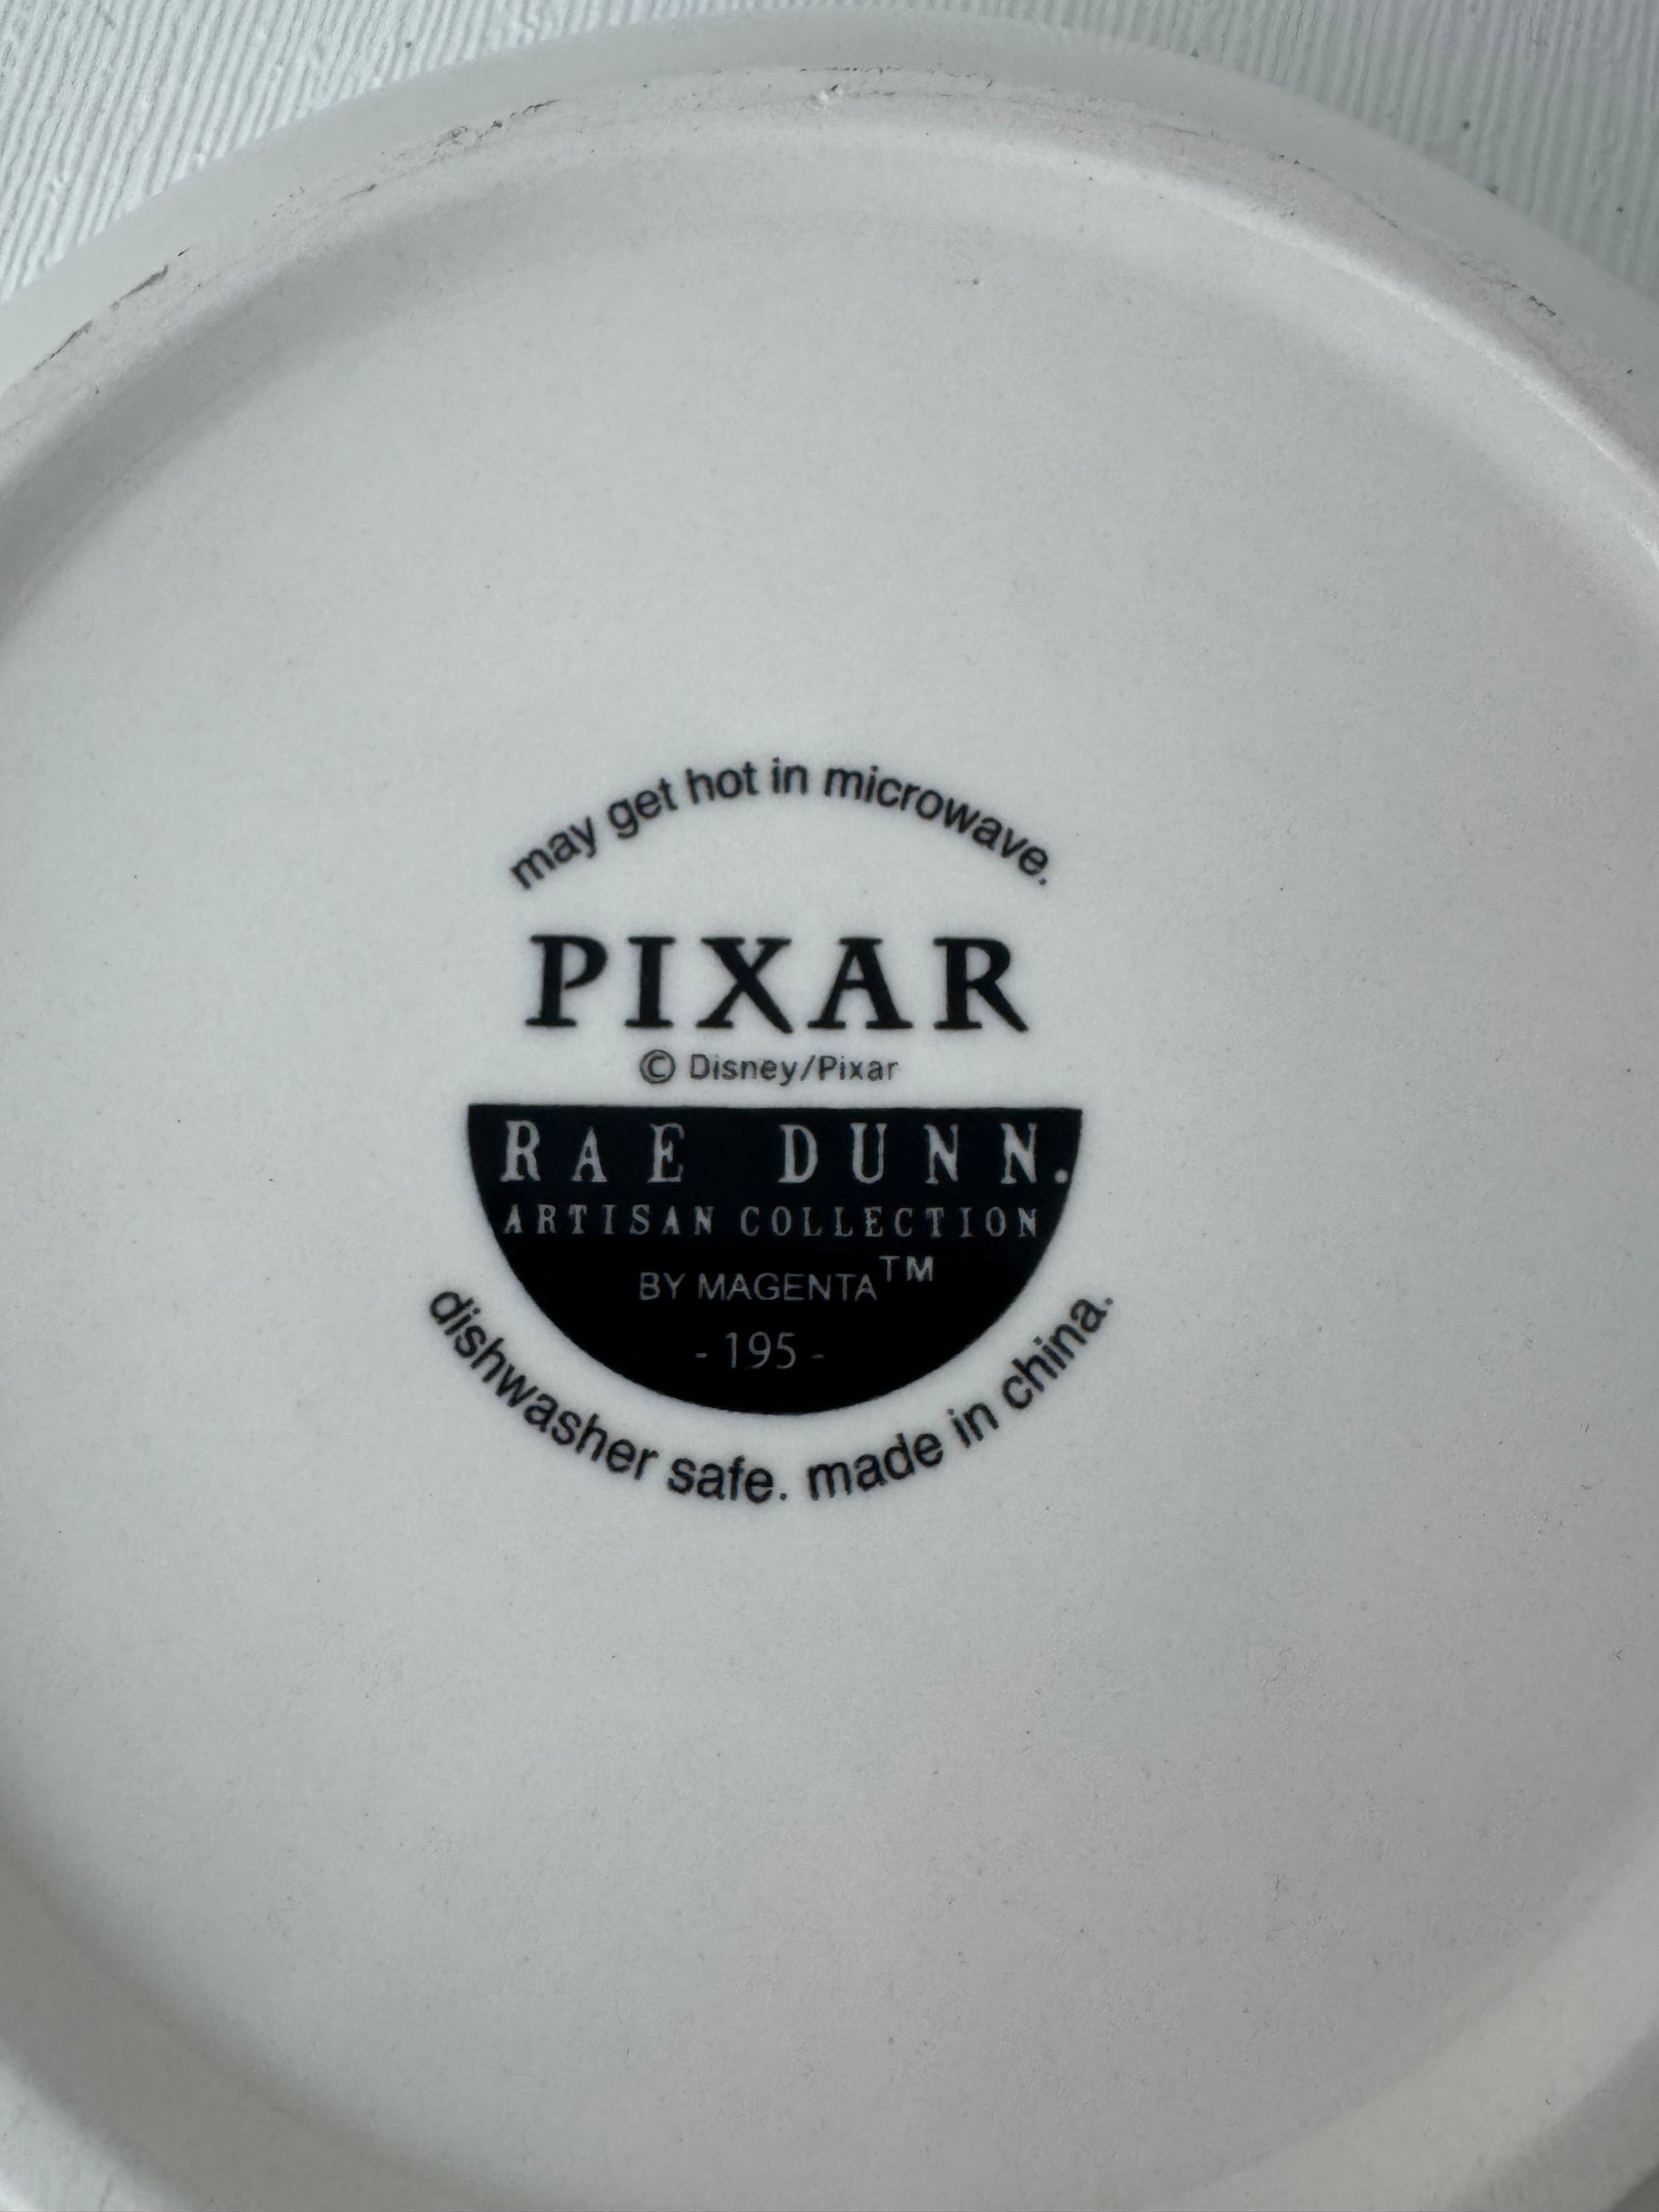 may get hot in microwave.
PIXAR
© Disney/Pixar
RAE DUNN.
ARTISAN COLLECTION
BY MAGENTA™
- 195 -
dishwasher safe. made in china.